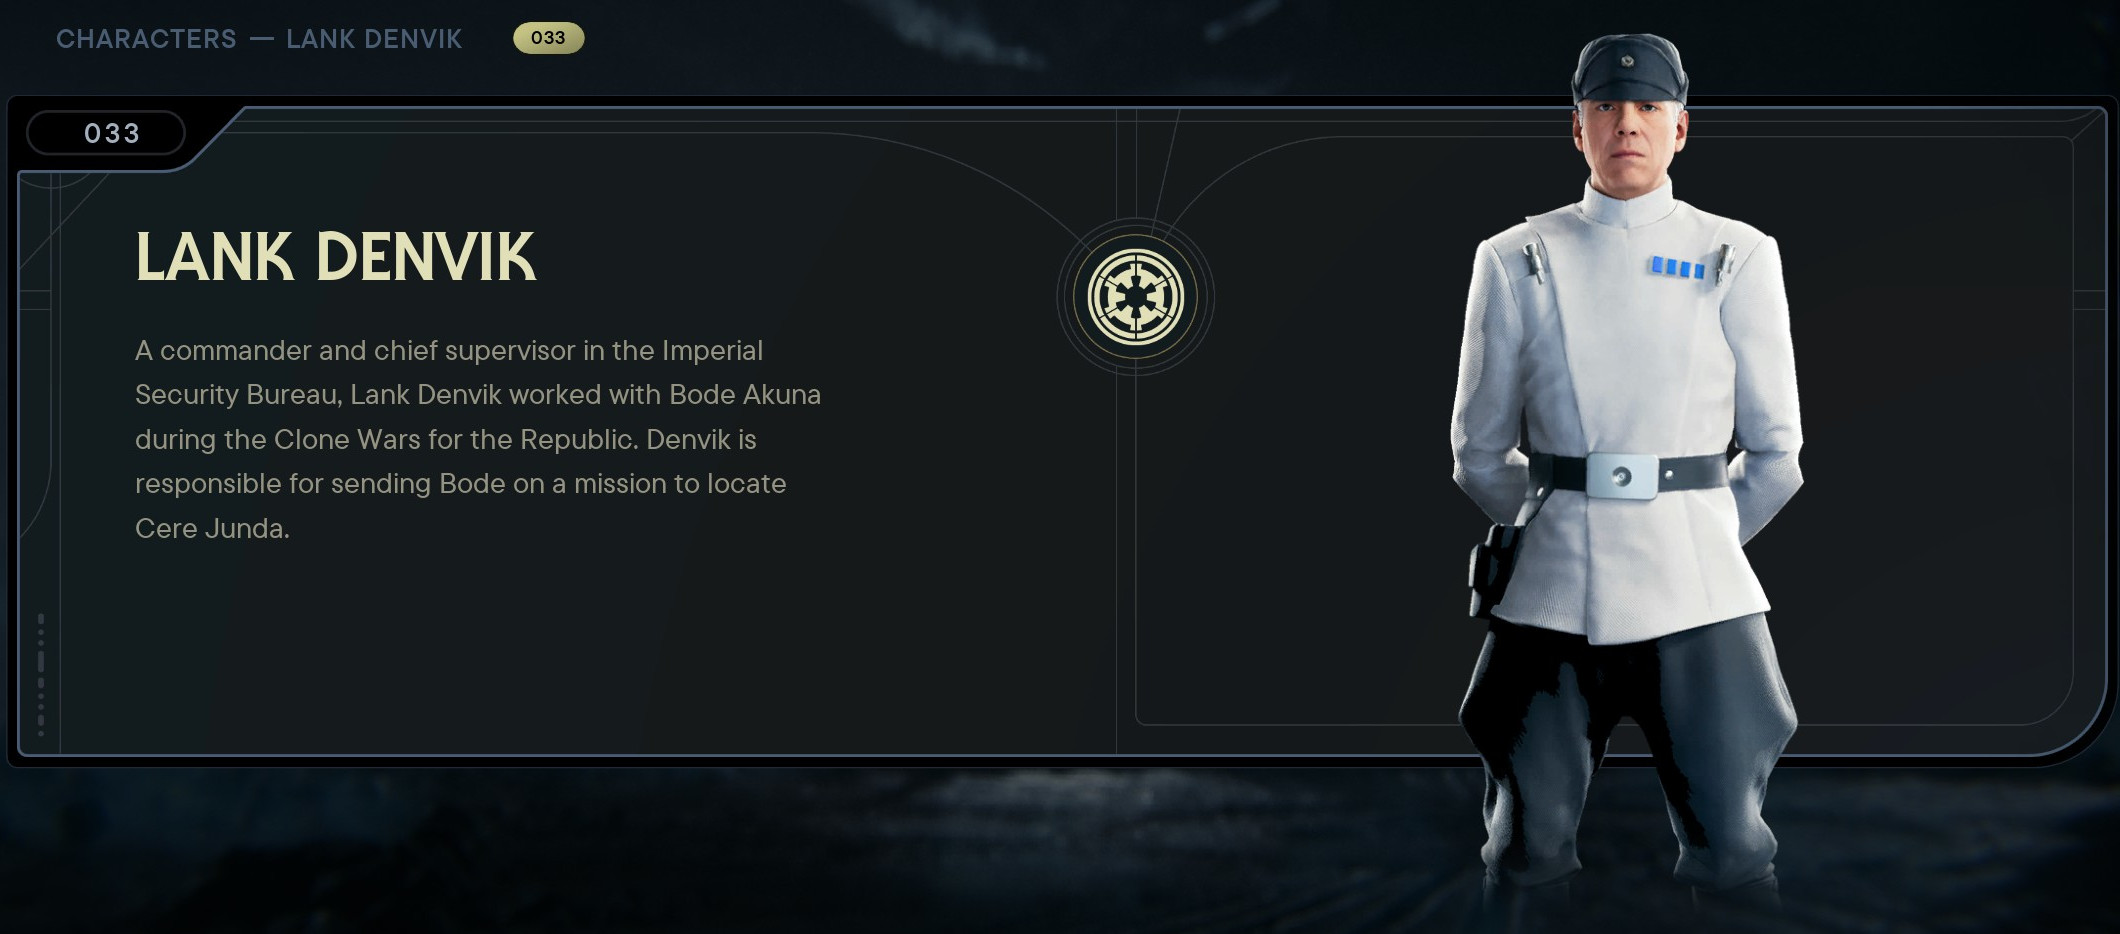 CHARACTERS — LANK DENVIK 033
033
LANK DENVIK
A commander and chief supervisor in the Imperial
Security Bureau, Lank Denvik worked with Bode Akuna
during the Clone Wars for the Republic. Denvik is
responsible for sending Bode on a mission to locate
Cere Junda.